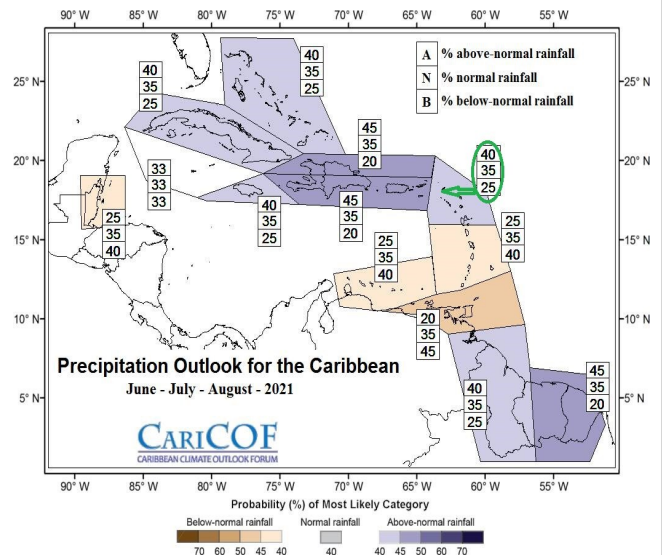 90° W 85° W 80° W 75° W 70° W 65° W 60° W 55° W
A % above-normal rainfall
N % normal rainfall
B % below-normal rainfall
25° N
20° N
15° N
10° N
5° N
25° N
20° N
15° N
10° N
5° N
40
35
25
40
35
25
45
35
20
40
35
25
33
33
33
40
35
25
45
35
20
25
35
40
25
35
40
25
35
40
20
35
45
40
35
25
45
35
20
Precipitation Outlook for the Caribbean
June - July - August - 2021
CARICOF
CARIBBEAN CLIMATE OUTLOOK FORUM
90° W 85° W 80° W 75° W 70° W 65° W 60° W 55° W
Probability (%) of Most Likely Category
Below-normal rainfall Normal rainfall Above-normal rainfall
70 60 50 45 40 40 40 45 50 60 70